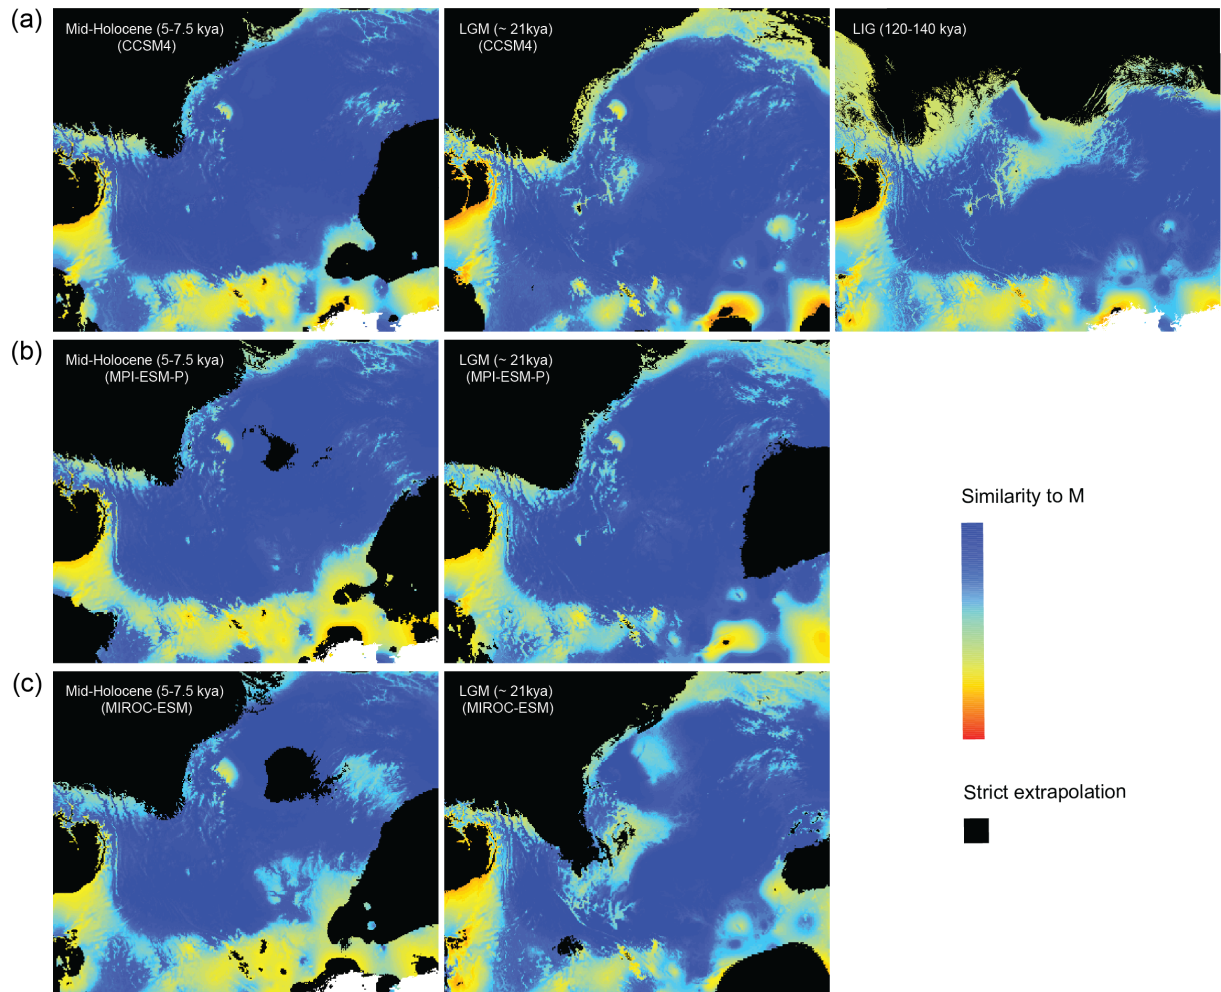 (a)
Mid-Holocene (5-7.5 kya)
(CCSM4)
LGM (~ 21kya)
(CCSM4)
LIG (120-140 kya)
(b)
Mid-Holocene (5-7.5 kya)
(MPI-ESM-P)
LGM (~ 21kya)
(MPI-ESM-P)
Similarity to M
(c)
Mid-Holocene (5-7.5 kya)
(MIROC-ESM)
LGM (~ 21kya)
(MIROC-ESM)
Strict extrapolation